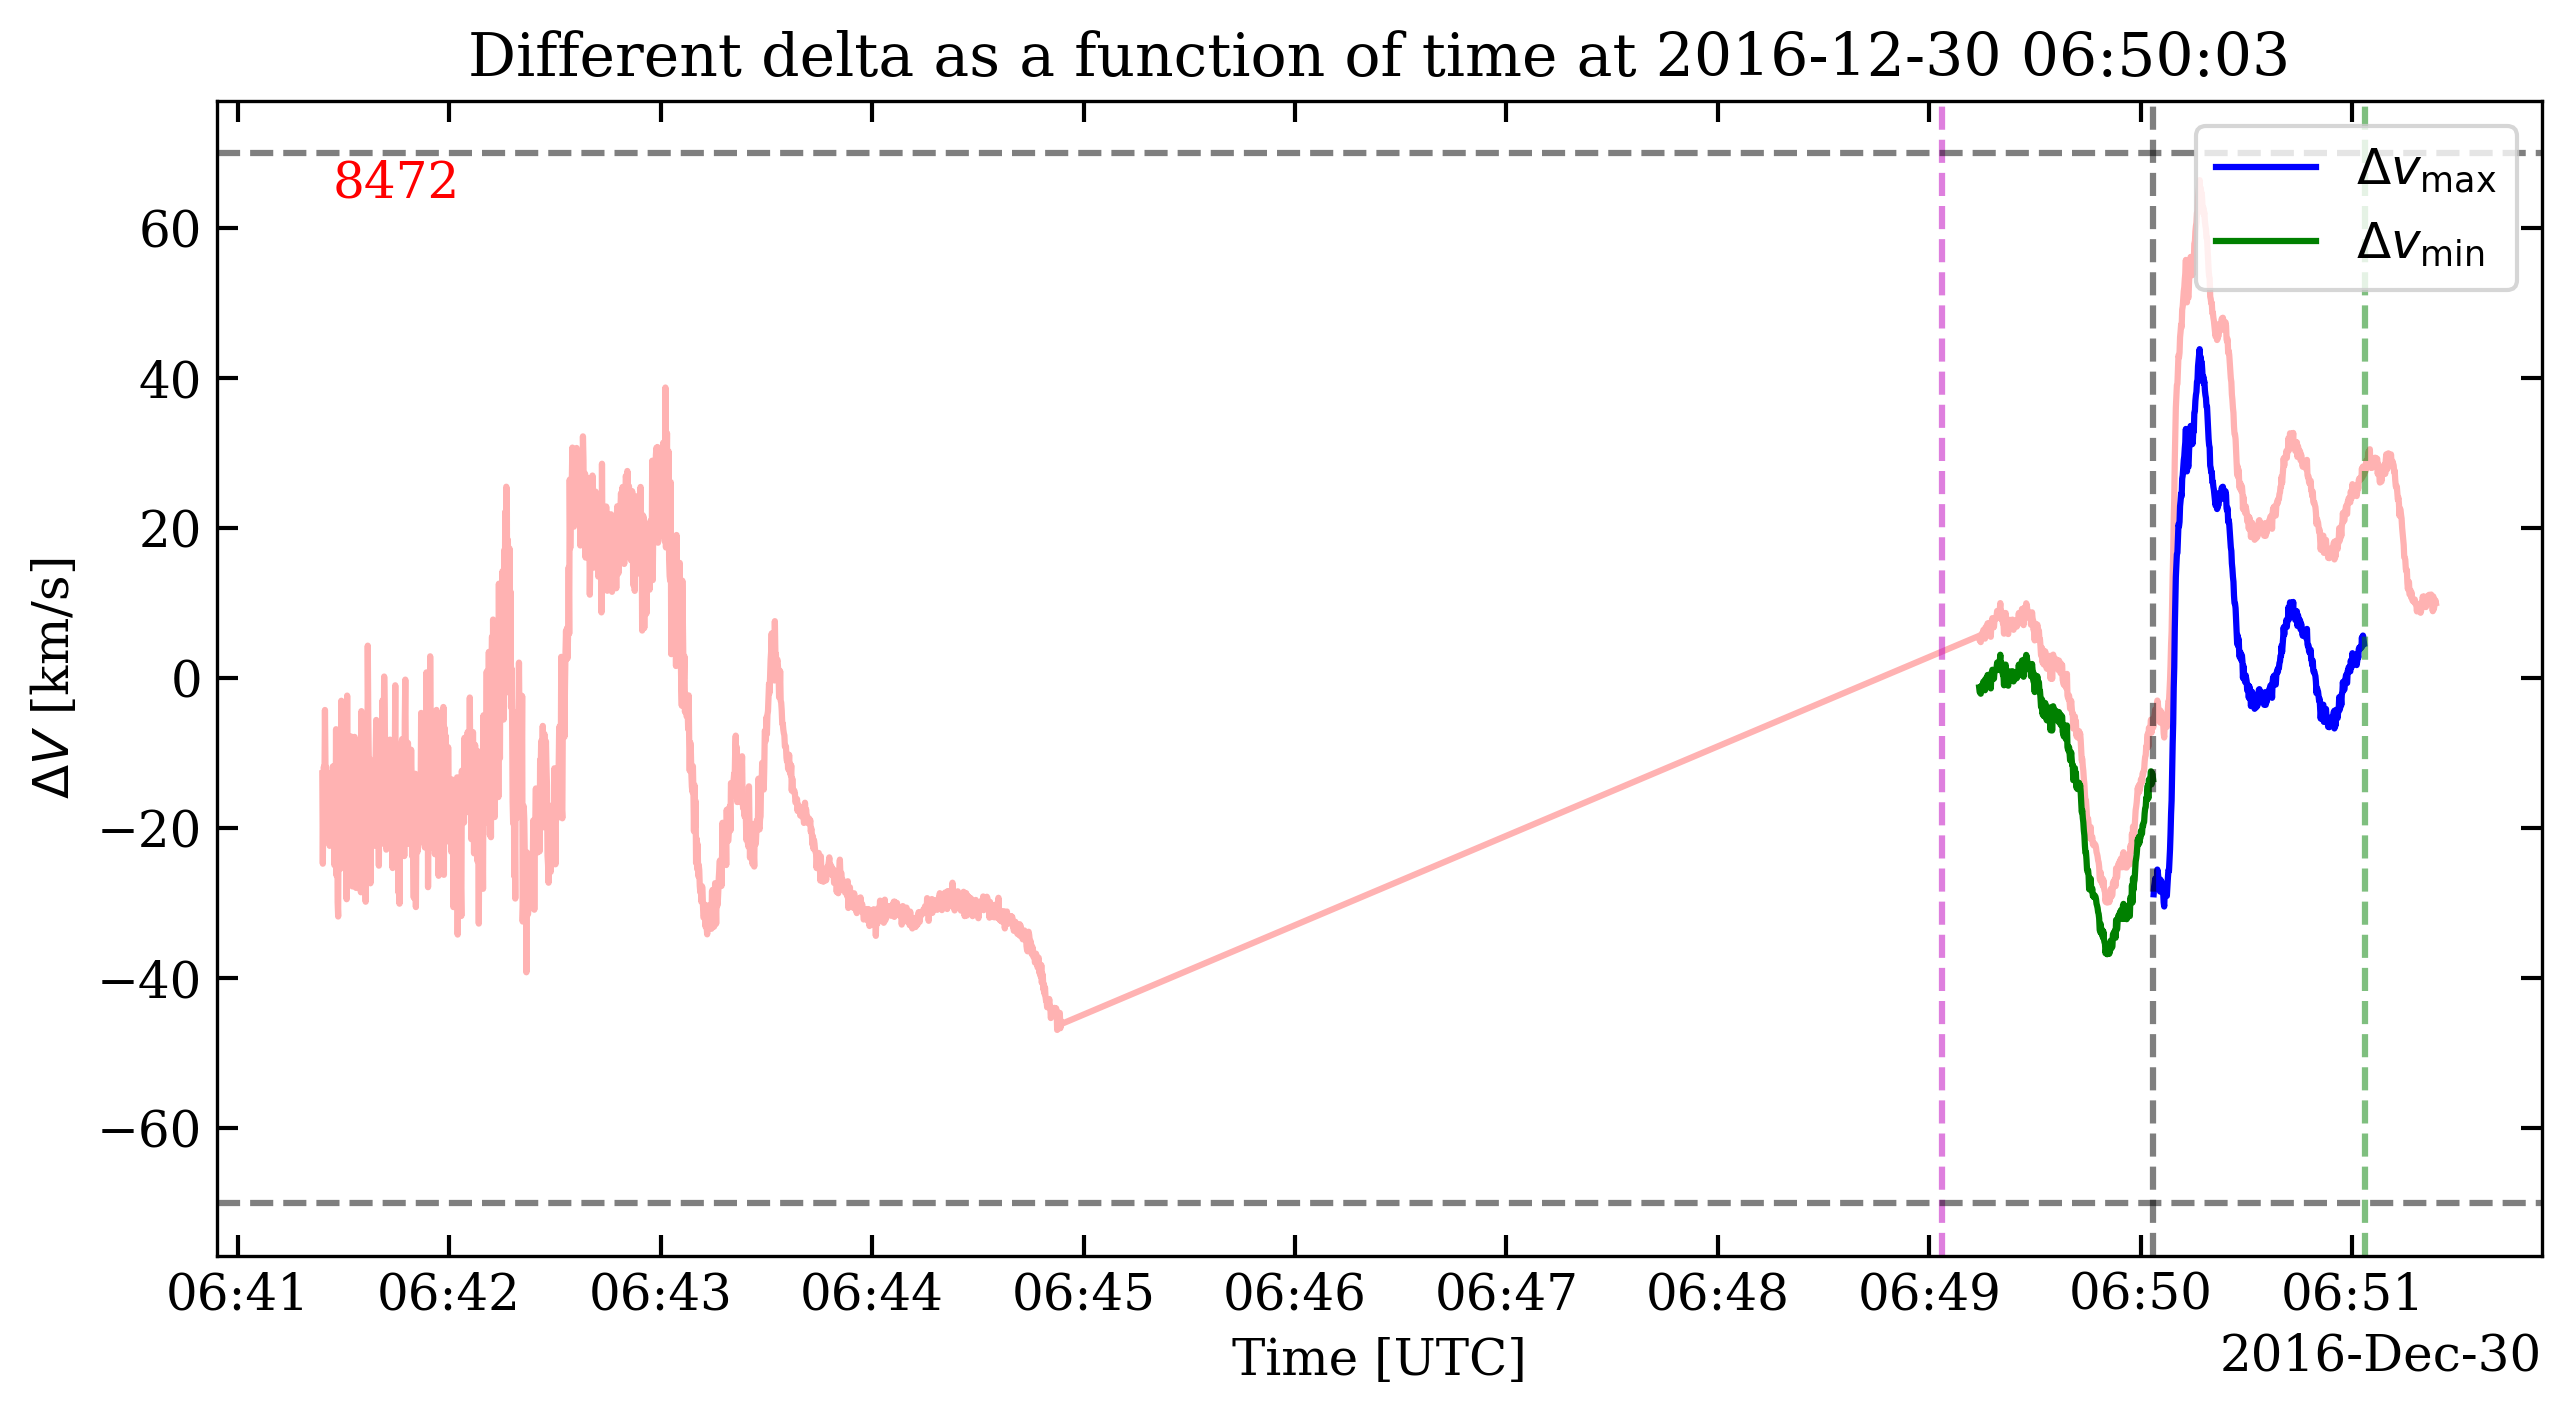 Different delta as a function of time at 2016-12-30 06:50:03
8472
Δv_max
Δv_min
ΔV [km/s]
60
40
20
0
−20
−40
−60
06:41 06:42 06:43 06:44 06:45 06:46 06:47 06:48 06:49 06:50 06:51
Time [UTC]
2016-Dec-30